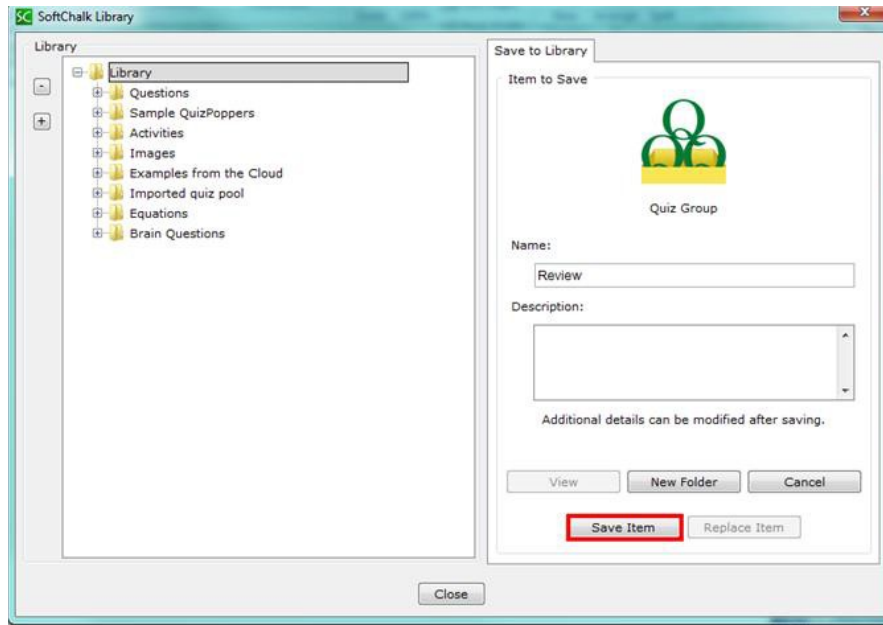 SC SoftChalk Library
Library
-
+
Library
Questions
Sample QuizPoppers
Activities
Images
Examples from the Cloud
Imported quiz pool
Equations
Brain Questions
Save to Library
Item to Save
Quiz Group
Name:
Review
Description:
Additional details can be modified after saving.
View New Folder Cancel
Save Item Replace Item
Close